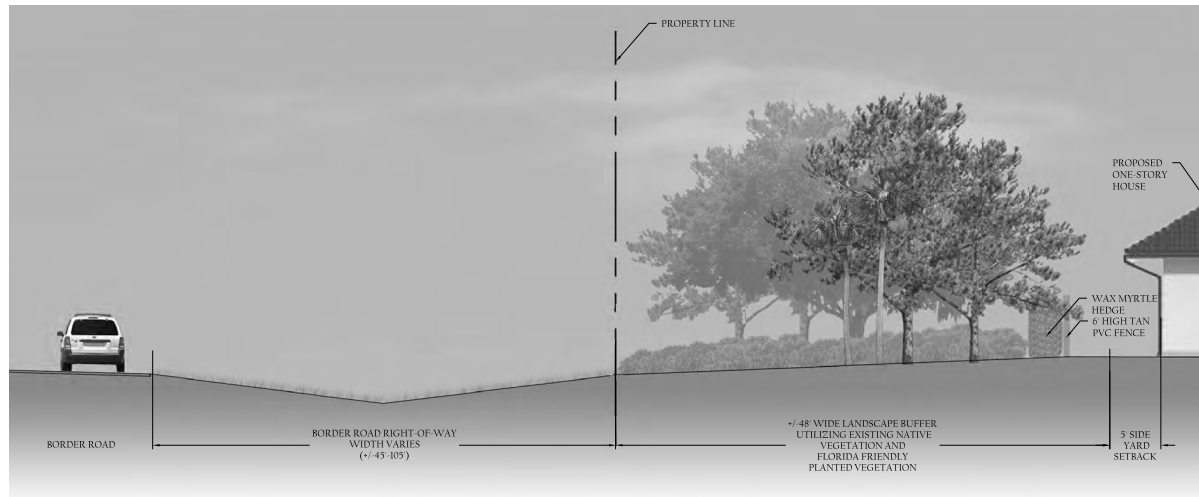 PROPERTY LINE
PROPOSED
ONE-STORY
HOUSE
WAX MYRTLE
HEDGE
6' HIGH TAN
PVC FENCE
BORDER ROAD
BORDER ROAD RIGHT-OF-WAY
WIDTH VARIES
(+/-45'-105')
+/-48' WIDE LANDSCAPE BUFFER
UTILIZING EXISTING NATIVE
VEGETATION AND
FLORIDA FRIENDLY
PLANTED VEGETATION
5' SIDE
YARD
SETBACK